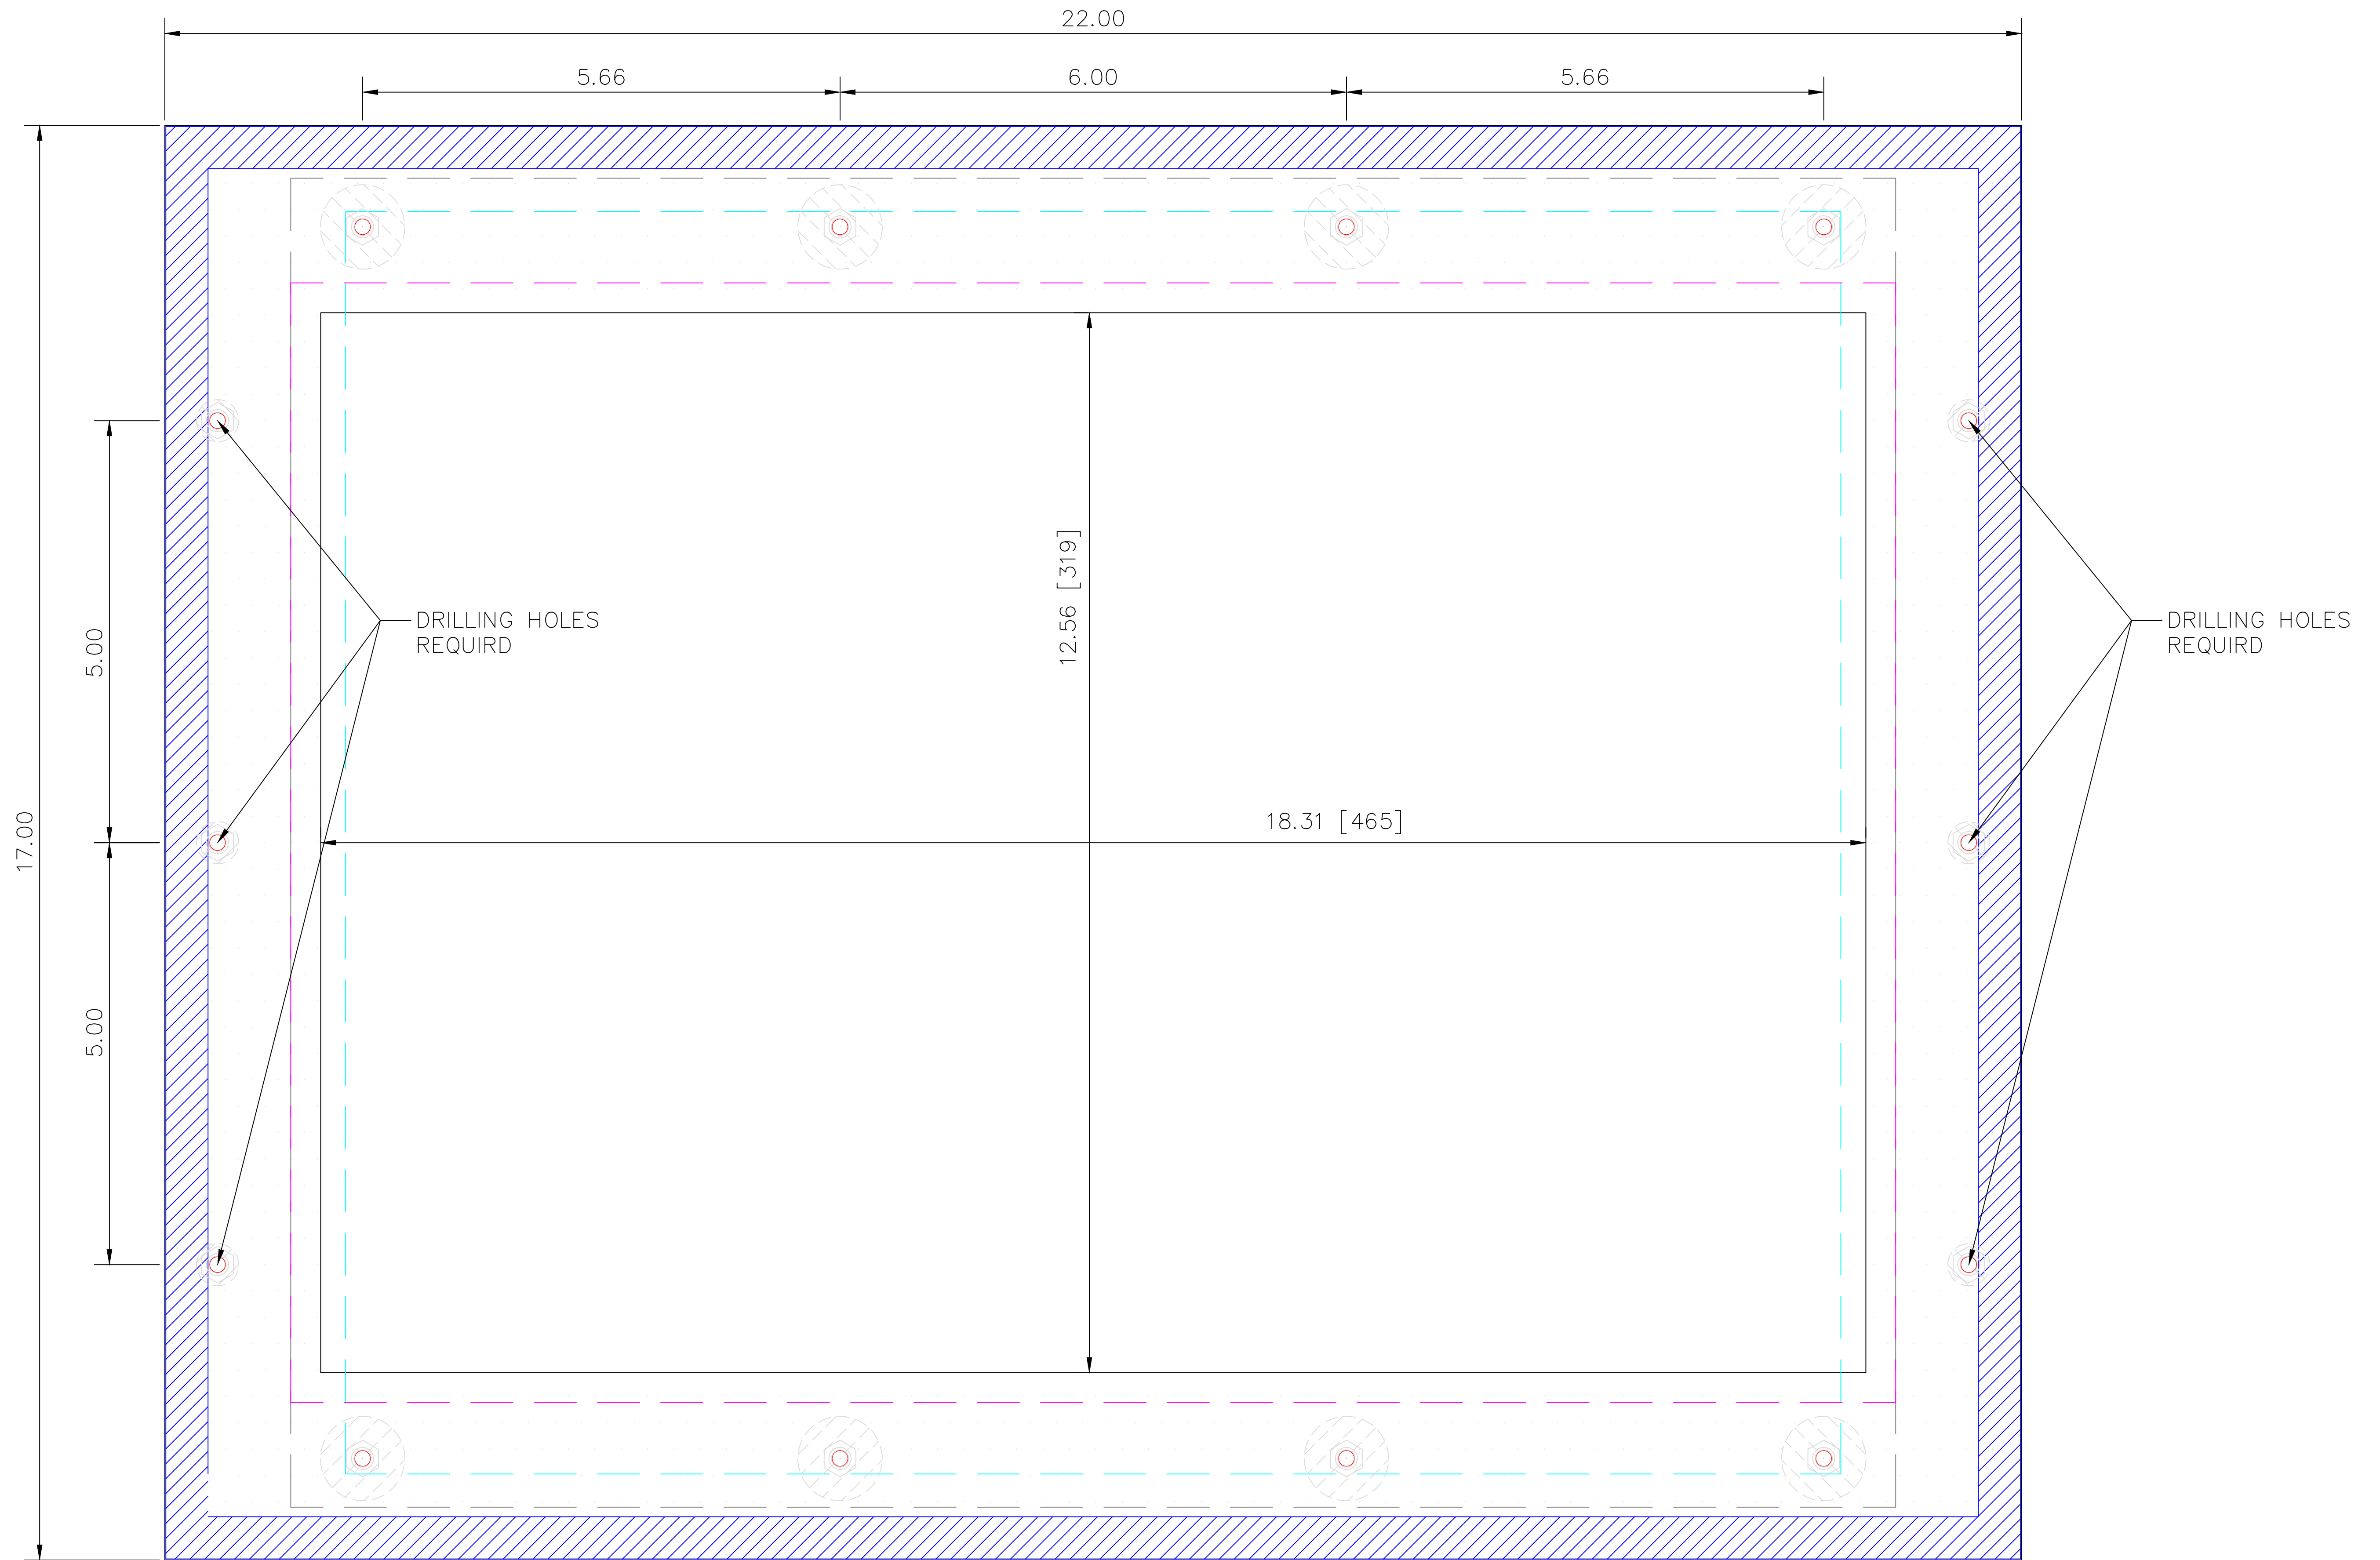 22.00
5.66
6.00
5.66
12.56 [319]
DRILLING HOLES
REQUIRD
DRILLING HOLES
REQUIRD
5.00
18.31 [465]
17.00
5.00